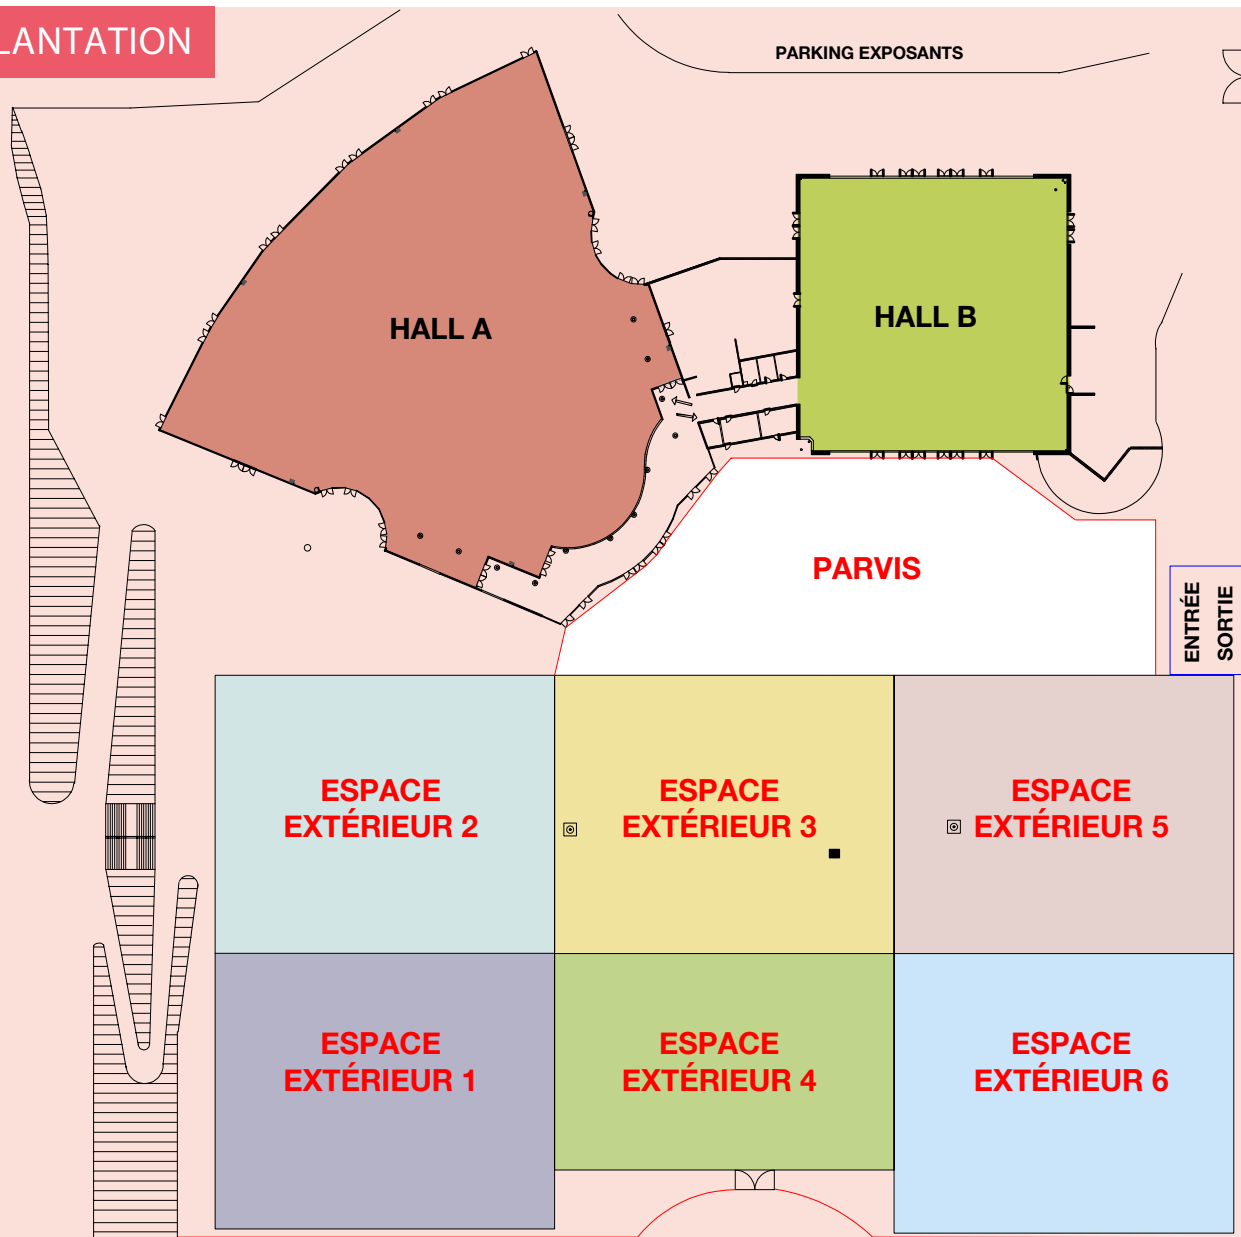 LANTATION
PARKING EXPOSANTS
HALL A
HALL B
PARVIS
ENTRÉE
SORTIE
ESPACE
EXTÉRIEUR 2
ESPACE
EXTÉRIEUR 3
ESPACE
EXTÉRIEUR 5
ESPACE
EXTÉRIEUR 1
ESPACE
EXTÉRIEUR 4
ESPACE
EXTÉRIEUR 6